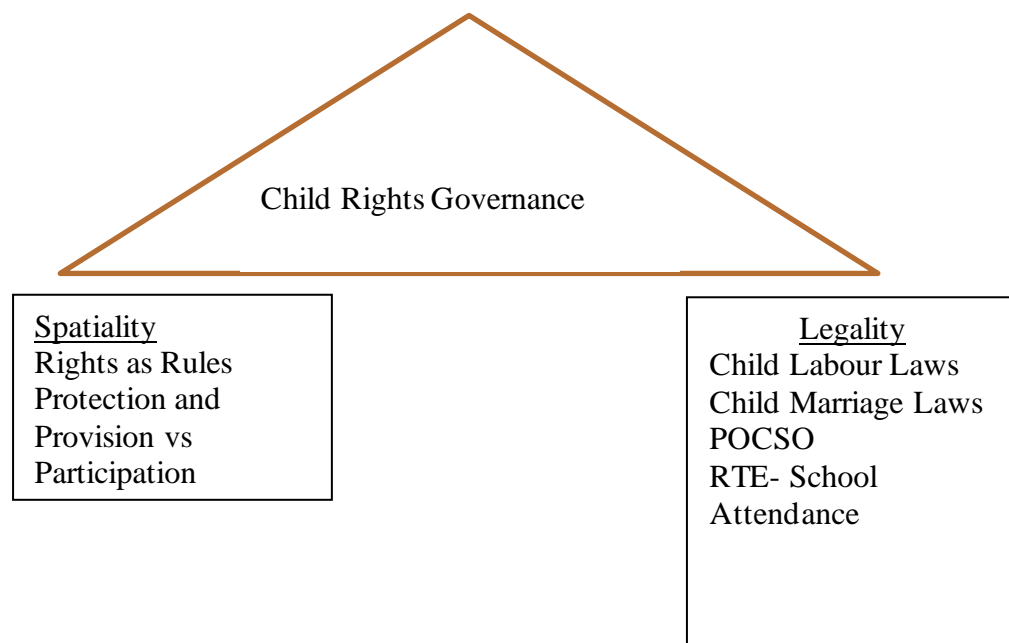 Child Rights Governance
Spatiality
Rights as Rules
Protection and
Provision vs
Participation
Legality
Child Labour Laws
Child Marriage Laws
POCSO
RTE- School
Attendance